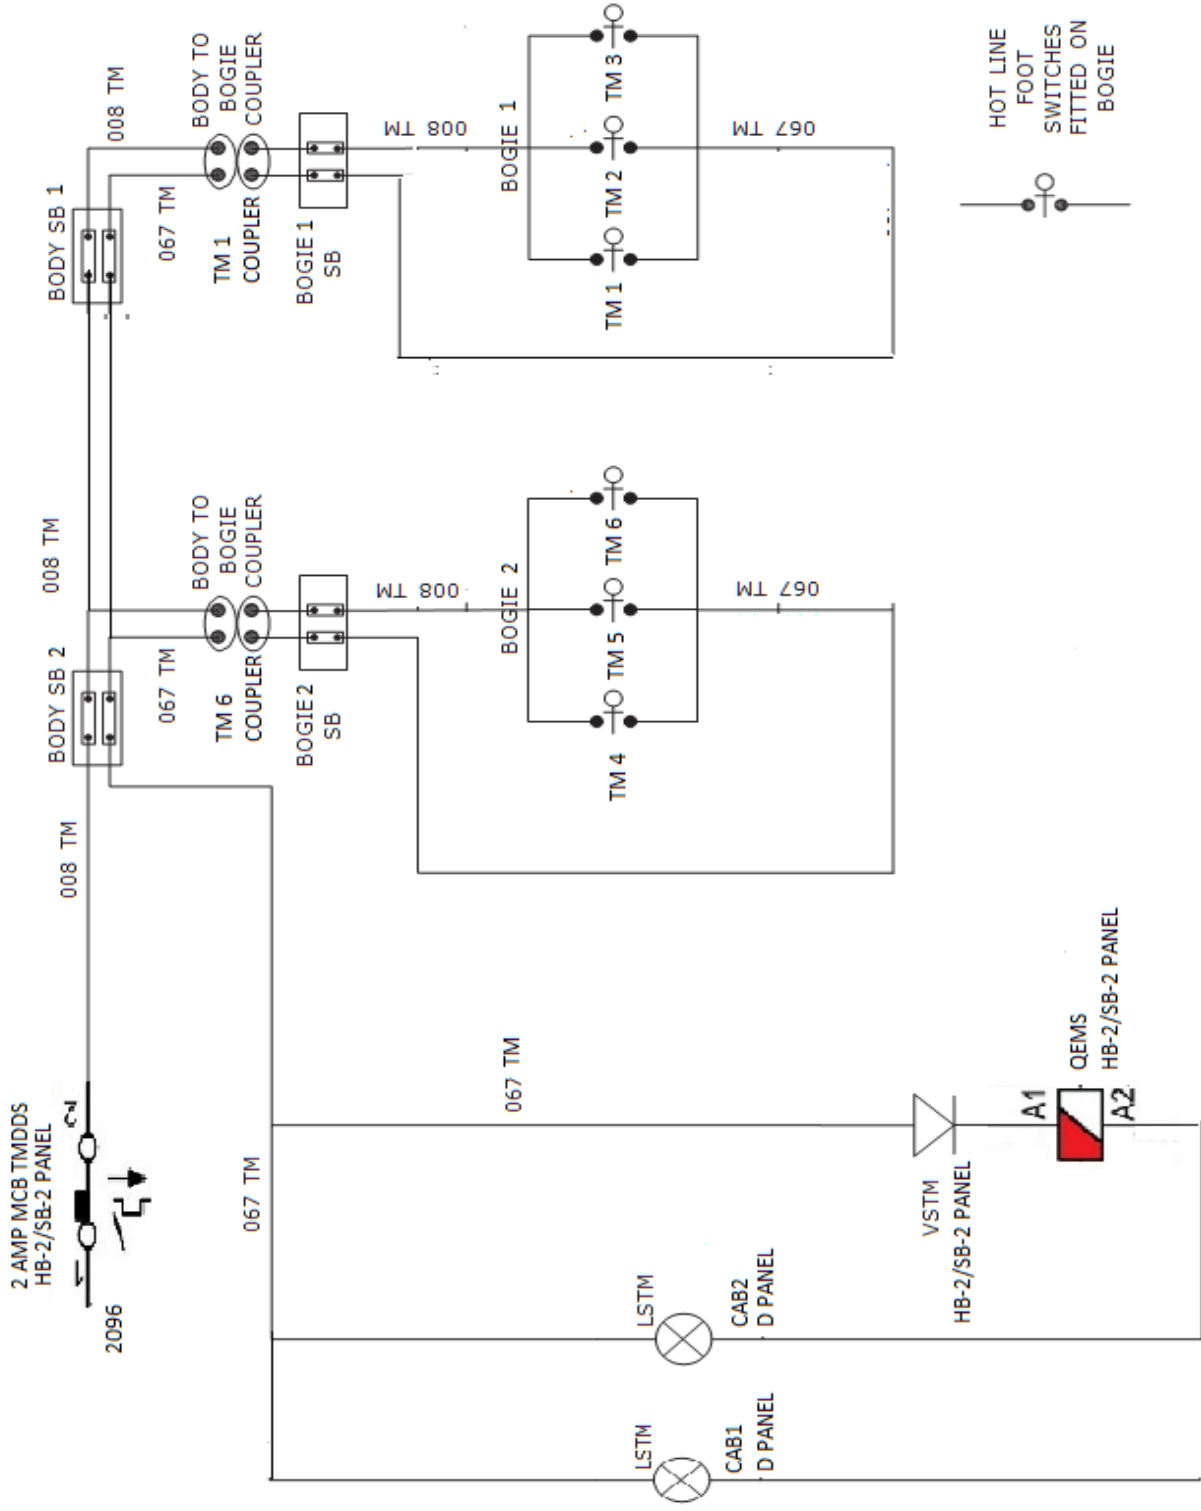 2 AMP MCB TMDDS
HB-2/SB-2 PANEL
2096
008 TM
BODY SB 2
008 TM
BODY SB 1
008 TM
067 TM
TM 6
COUPLER
BODY TO
BOGIE
COUPLER
067 TM
TM 1
COUPLER
BODY TO
BOGIE
COUPLER
BOGIE 2
SB
BOGIE 1
SB
008 TM
008 TM
BOGIE 2
BOGIE 1
TM 4
TM 5
TM 6
TM 1
TM 2
TM 3
067 TM
067 TM
067 TM
067 TM
LSTM
CAB1
D PANEL
LSTM
CAB2
D PANEL
VSTM
HB-2/SB-2 PANEL
A1
A2
QEMS
HB-2/SB-2 PANEL
HOT LINE
FOOT
SWITCHES
FITTED ON
BOGIE